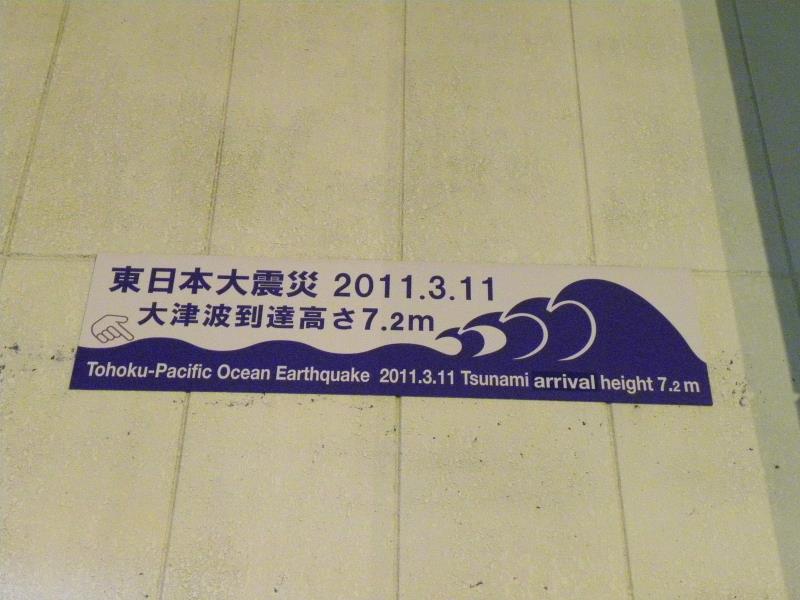 東日本大震災 2011.3.11
大津波到達高さ7.2m
Tohoku-Pacific Ocean Earthquake 2011.3.11 Tsunami arrival height 7.2 m